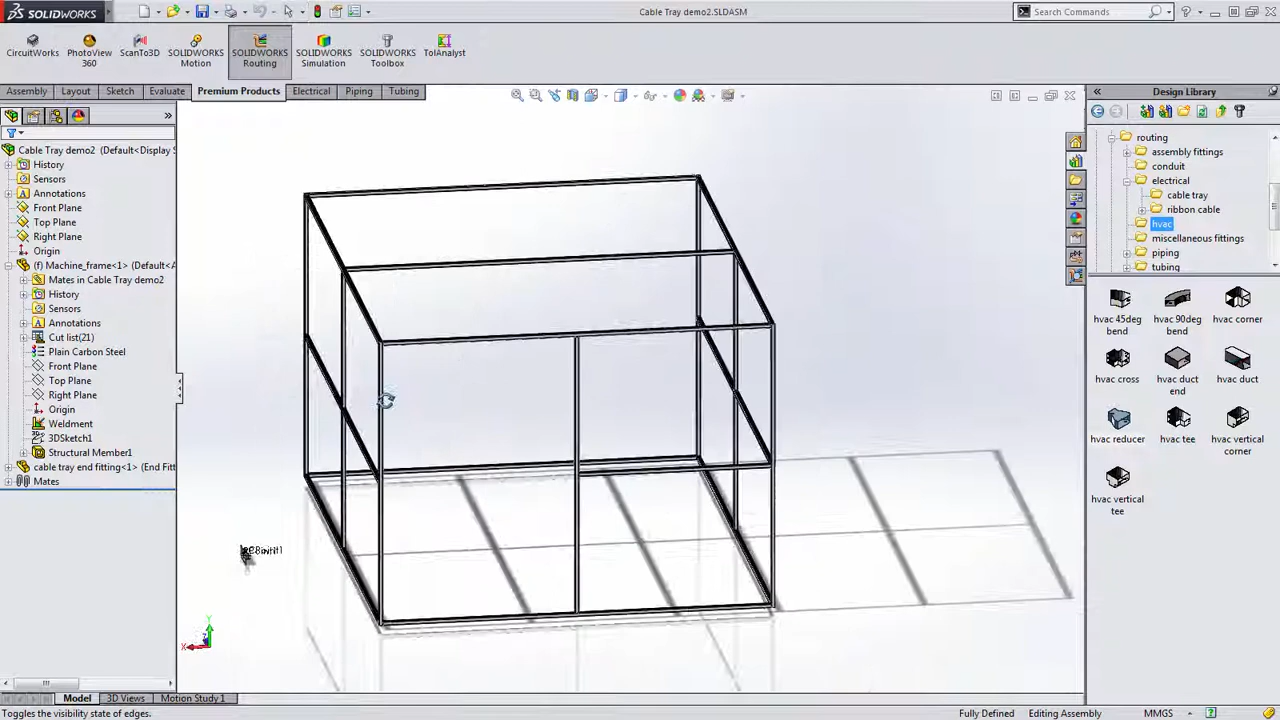 SOLIDWORKS
Cable Tray demo2.SLDASM
Search Commands
CircuitWorks
PhotoView 360
ScanTo3D
SOLIDWORKS Motion
SOLIDWORKS Routing
SOLIDWORKS Simulation
SOLIDWORKS Toolbox
TolAnalyst
Assembly
Layout
Sketch
Evaluate
Premium Products
Electrical
Piping
Tubing
Cable Tray demo2 (Default<Display S
History
Sensors
Annotations
Front Plane
Top Plane
Right Plane
Origin
(f) Machine_frame<1> (Default<A
Mates in Cable Tray demo2
History
Sensors
Annotations
Cut list(21)
Plain Carbon Steel
Front Plane
Top Plane
Right Plane
Origin
Weldment
3DSketch1
Structural Member1
cable tray end fitting<1> (End Fitt
Mates
Design Library
routing
assembly fittings
conduit
electrical
cable tray
ribbon cable
hvac
miscellaneous fittings
piping
tubing
hvac 45deg bend
hvac 90deg bend
hvac corner
hvac cross
hvac duct end
hvac duct
hvac reducer
hvac tee
hvac vertical corner
hvac vertical tee
Y
X
Model
3D Views
Motion Study 1
Toggles the visibility state of edges.
Fully Defined
Editing Assembly
MMGS